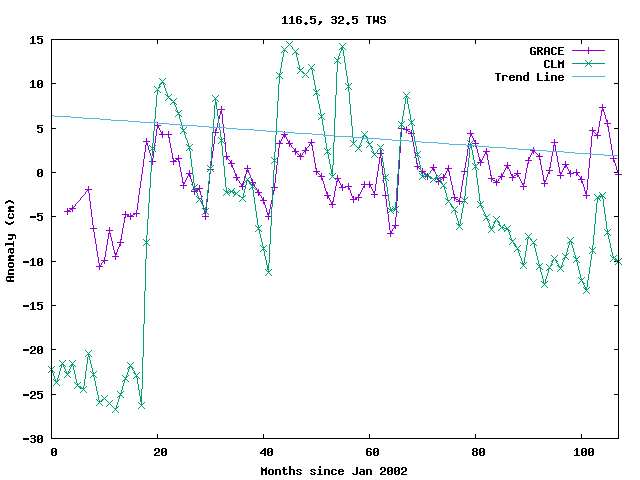 116.5, 32.5 TWS
GRACE
CLM
Trend Line
15
10
5
0
-5
-10
-15
-20
-25
-30
Anomaly (cm)
0 20 40 60 80 100
Months since Jan 2002